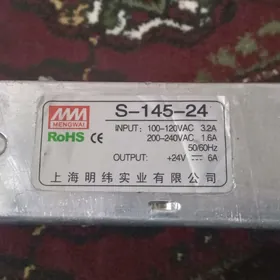 MW
MENGWAI
S-145-24
RoHS CE
INPUT: 100-120VAC 3.2A
200-240VAC 1.6A
50/60Hz
OUTPUT: +24V 6A
上海明纬实业有限公司